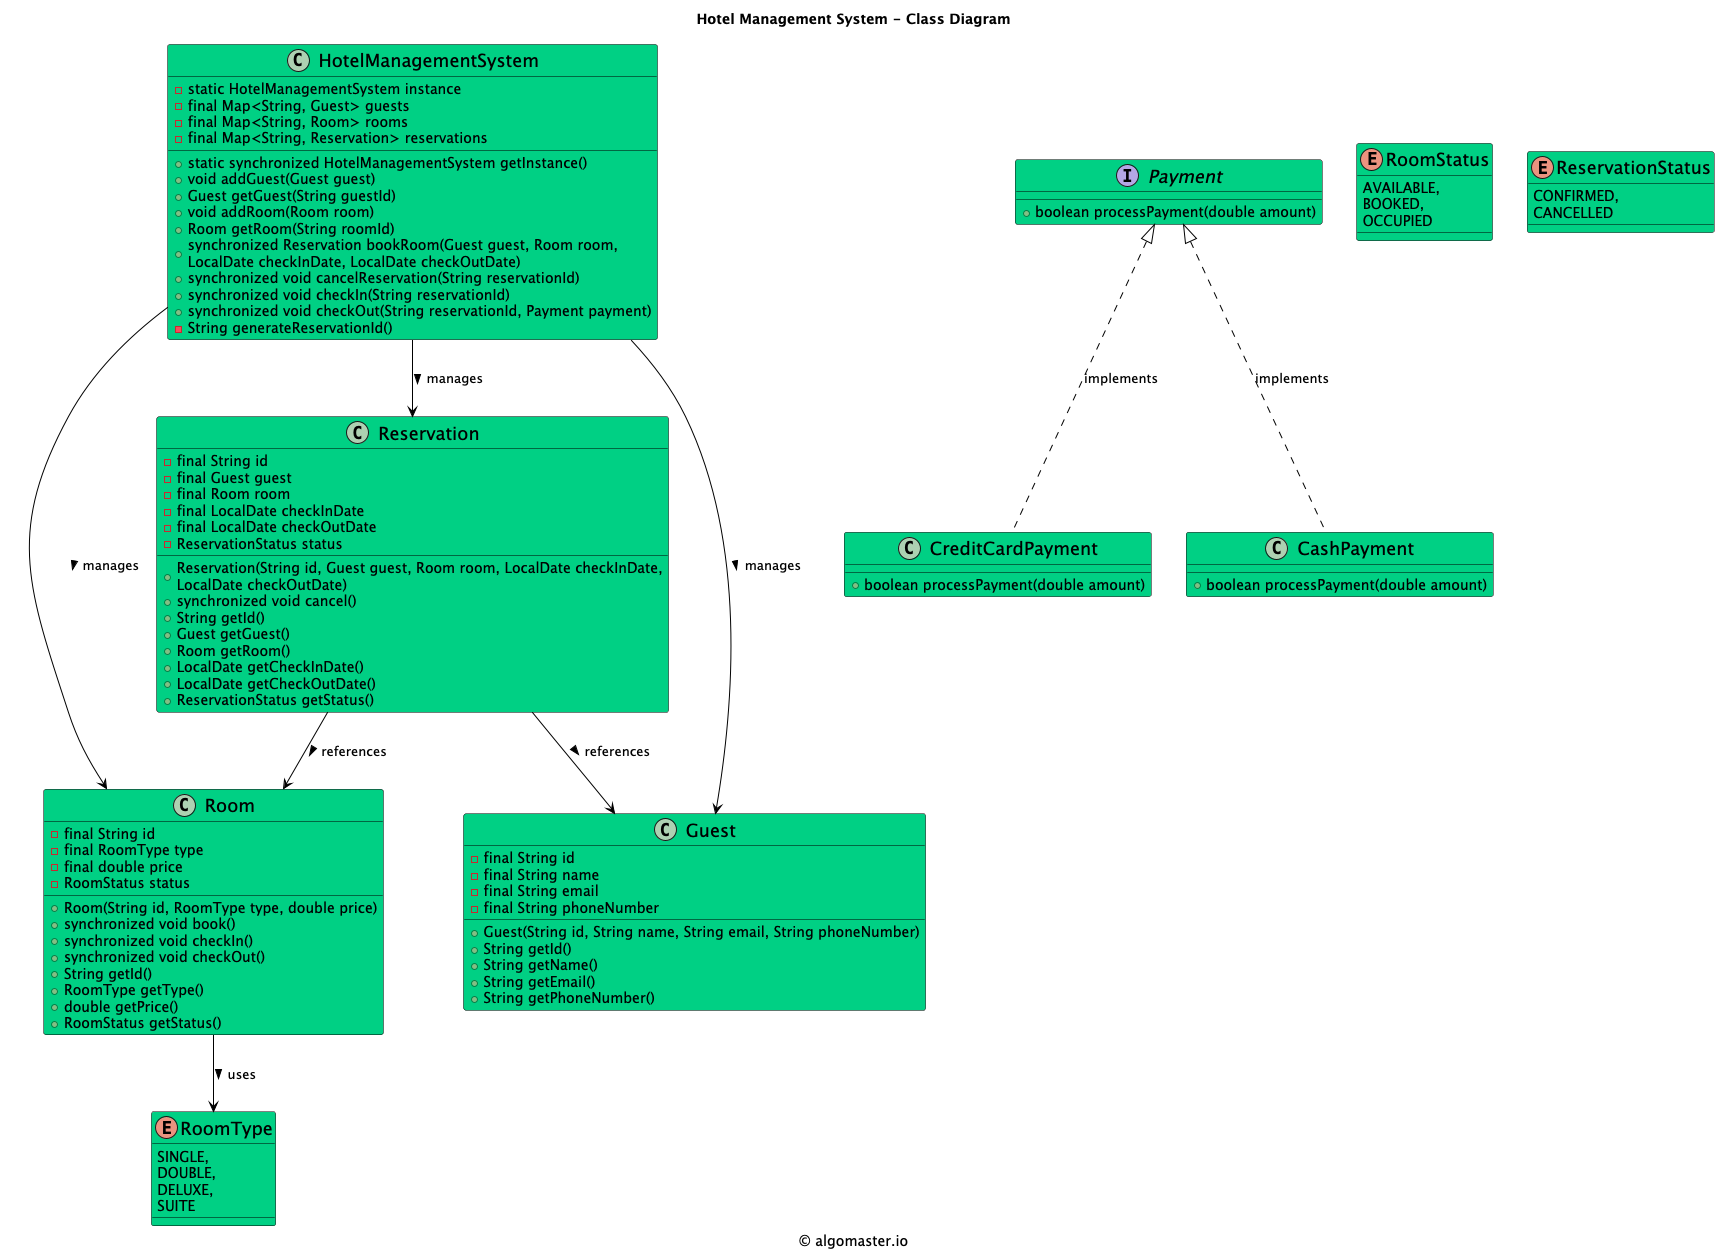 Hotel Management System - Class Diagram
C HotelManagementSystem
static HotelManagementSystem instance
final Map<String, Guest> guests
final Map<String, Room> rooms
final Map<String, Reservation> reservations
static synchronized HotelManagementSystem getInstance()
void addGuest(Guest guest)
Guest getGuest(String guestId)
void addRoom(Room room)
Room getRoom(String roomId)
synchronized Reservation bookRoom(Guest guest, Room room,
LocalDate checkInDate, LocalDate checkOutDate)
synchronized void cancelReservation(String reservationId)
synchronized void checkIn(String reservationId)
synchronized void checkOut(String reservationId, Payment payment)
String generateReservationId()
I Payment
boolean processPayment(double amount)
E RoomStatus
AVAILABLE,
BOOKED,
OCCUPIED
E ReservationStatus
CONFIRMED,
CANCELLED
manages
implements
implements
C Reservation
final String id
final Guest guest
final Room room
final LocalDate checkInDate
final LocalDate checkOutDate
ReservationStatus status
Reservation(String id, Guest guest, Room room, LocalDate checkInDate,
LocalDate checkOutDate)
synchronized void cancel()
String getId()
Guest getGuest()
Room getRoom()
LocalDate getCheckInDate()
LocalDate getCheckOutDate()
ReservationStatus getStatus()
manages
manages
C CreditCardPayment
boolean processPayment(double amount)
C CashPayment
boolean processPayment(double amount)
references
references
C Room
final String id
final RoomType type
final double price
RoomStatus status
Room(String id, RoomType type, double price)
synchronized void book()
synchronized void checkIn()
synchronized void checkOut()
String getId()
RoomType getType()
double getPrice()
RoomStatus getStatus()
C Guest
final String id
final String name
final String email
final String phoneNumber
Guest(String id, String name, String email, String phoneNumber)
String getId()
String getName()
String getEmail()
String getPhoneNumber()
uses
E RoomType
SINGLE,
DOUBLE,
DELUXE,
SUITE
© algomaster.io